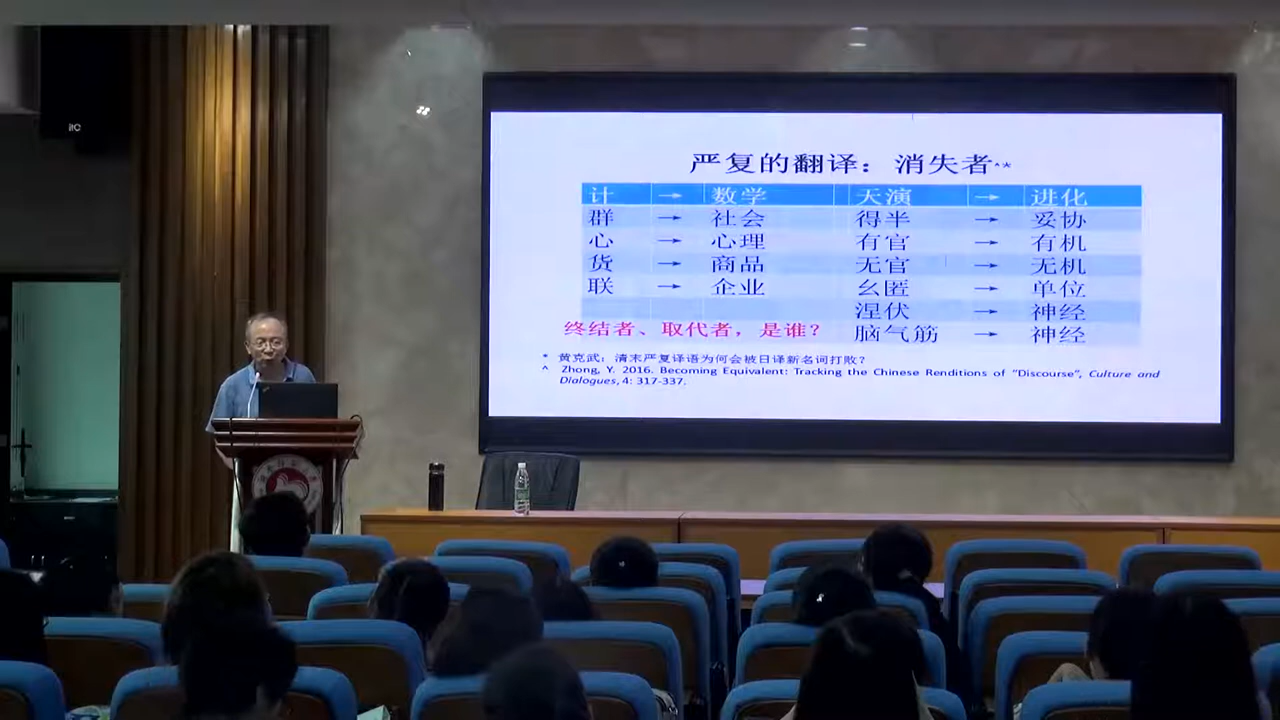 itc
严复的翻译：消失者^*
计 → 数学 天演 → 进化
群 → 社会 得半 → 妥协
心 → 心理 有官 → 有机
货 → 商品 无官 → 无机
联 → 企业 幺匿 → 单位
涅伏 → 神经
终结者、取代者，是谁？ 脑气筋 → 神经
* 黄克武：清末严复译语为何会被日译新名词打败？
^ Zhong, Y. 2016. Becoming Equivalent: Tracking the Chinese Renditions of "Discourse", Culture and
Dialogues, 4: 317-337.